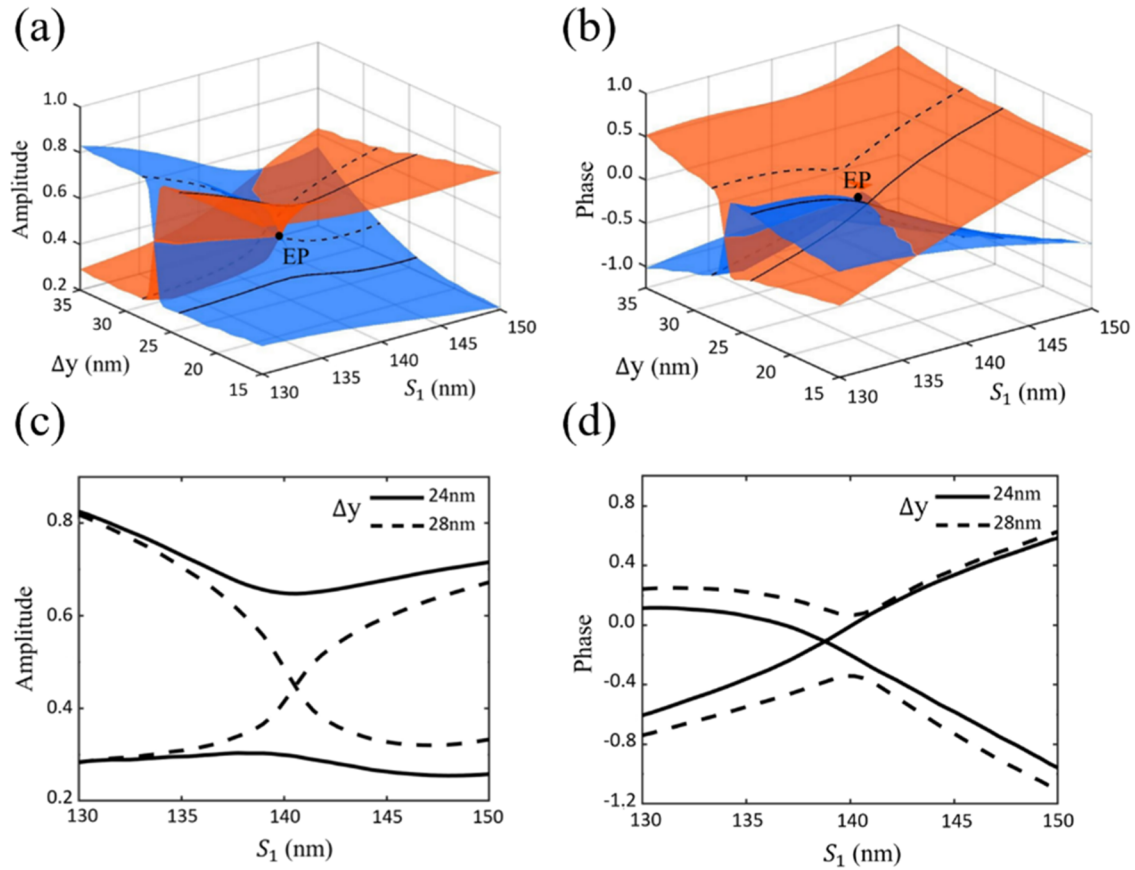 (a)
Amplitude
1.0
0.8
0.6
0.4
0.2
35
30
25
20
15
Δy (nm)
130
135
140
145
150
S₁ (nm)
EP
(b)
Phase
1.0
0.5
0.0
-0.5
-1.0
35
30
25
20
15
Δy (nm)
130
135
140
145
150
S₁ (nm)
EP
(c)
Amplitude
0.8
0.6
0.4
0.2
130
135
140
145
150
S₁ (nm)
Δy
24nm
28nm
(d)
Phase
0.8
0.4
0.0
-0.4
-0.8
-1.2
130
135
140
145
150
S₁ (nm)
Δy
24nm
28nm